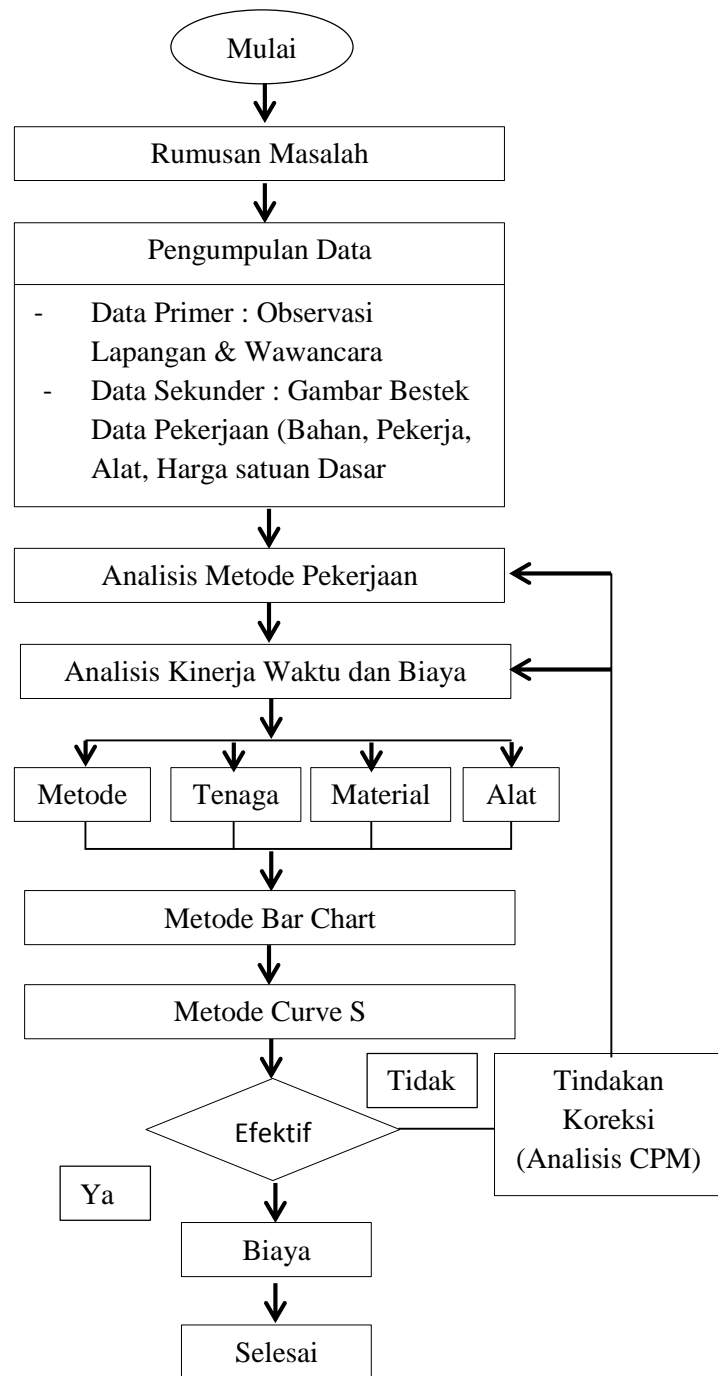 Mulai
Rumusan Masalah
Pengumpulan Data
- Data Primer : Observasi
Lapangan & Wawancara
- Data Sekunder : Gambar Bestek
Data Pekerjaan (Bahan, Pekerja,
Alat, Harga satuan Dasar
Analisis Metode Pekerjaan
Analisis Kinerja Waktu dan Biaya
Metode
Tenaga
Material
Alat
Metode Bar Chart
Metode Curve S
Efektif
Tidak
Tindakan
Koreksi
(Analisis CPM)
Ya
Biaya
Selesai